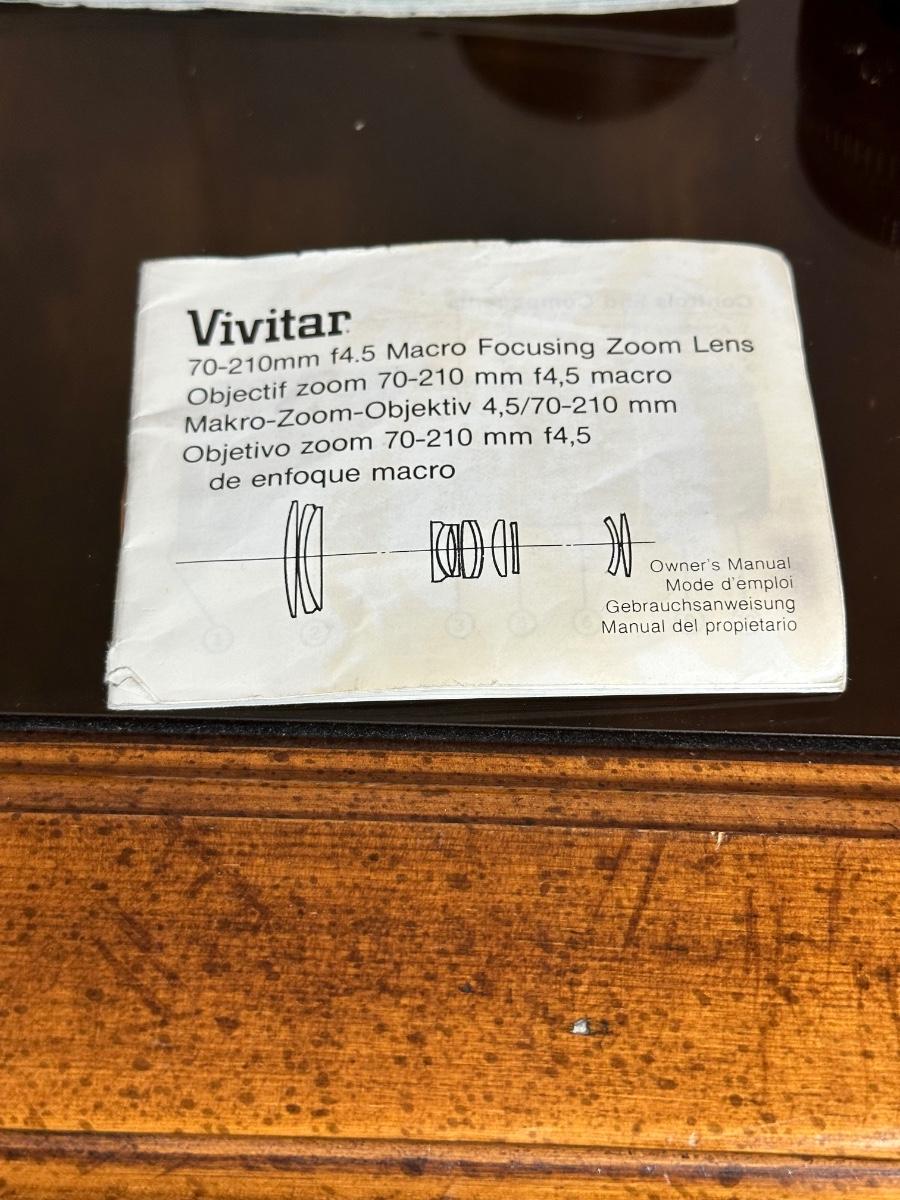 Vivitar
70-210mm f4.5 Macro Focusing Zoom Lens
Objectif zoom 70-210 mm f4,5 macro
Makro-Zoom-Objektiv 4,5/70-210 mm
Objetivo zoom 70-210 mm f4,5
de enfoque macro
Owner's Manual
Mode d'emploi
Gebrauchsanweisung
Manual del propietario